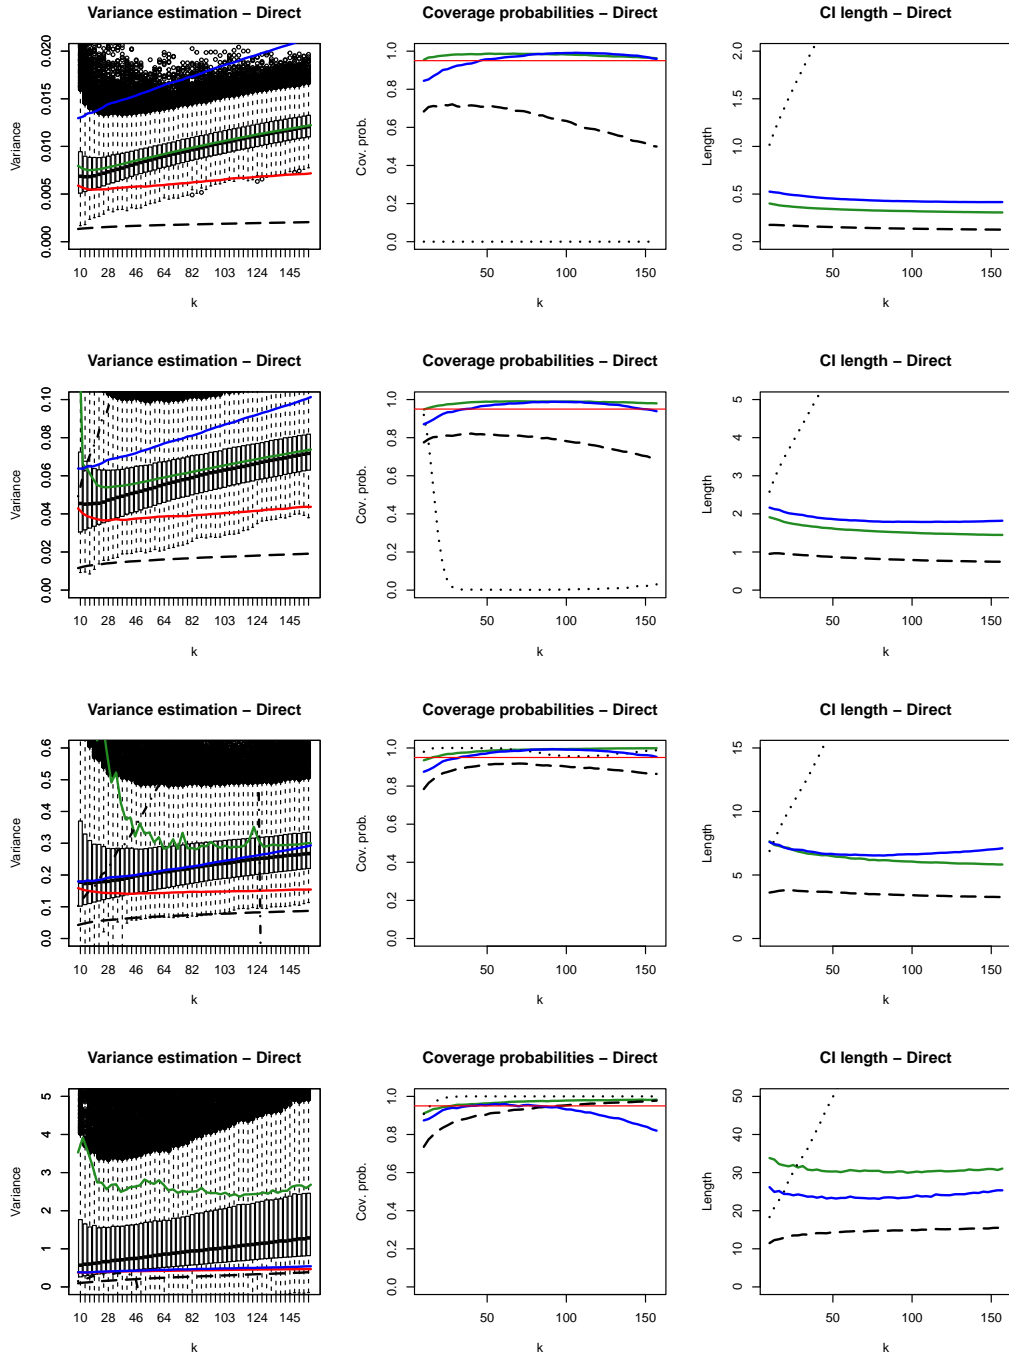 Variance estimation – Direct
Coverage probabilities – Direct
CI length – Direct
Variance
0.000 0.005 0.010 0.015 0.020
10 28 46 64 82 103 124 145
k
Cov. prob.
0.0 0.2 0.4 0.6 0.8 1.0
50 100 150
k
Length
0.0 0.5 1.0 1.5 2.0
50 100 150
k
Variance estimation – Direct
Coverage probabilities – Direct
CI length – Direct
Variance
0.00 0.02 0.04 0.06 0.08 0.10
10 28 46 64 82 103 124 145
k
Cov. prob.
0.0 0.2 0.4 0.6 0.8 1.0
50 100 150
k
Length
0 1 2 3 4 5
50 100 150
k
Variance estimation – Direct
Coverage probabilities – Direct
CI length – Direct
Variance
0.0 0.1 0.2 0.3 0.4 0.5 0.6
10 28 46 64 82 103 124 145
k
Cov. prob.
0.0 0.2 0.4 0.6 0.8 1.0
50 100 150
k
Length
0 5 10 15
50 100 150
k
Variance estimation – Direct
Coverage probabilities – Direct
CI length – Direct
Variance
0 1 2 3 4 5
10 28 46 64 82 103 124 145
k
Cov. prob.
0.0 0.2 0.4 0.6 0.8 1.0
50 100 150
k
Length
0 10 20 30 40 50
50 100 150
k